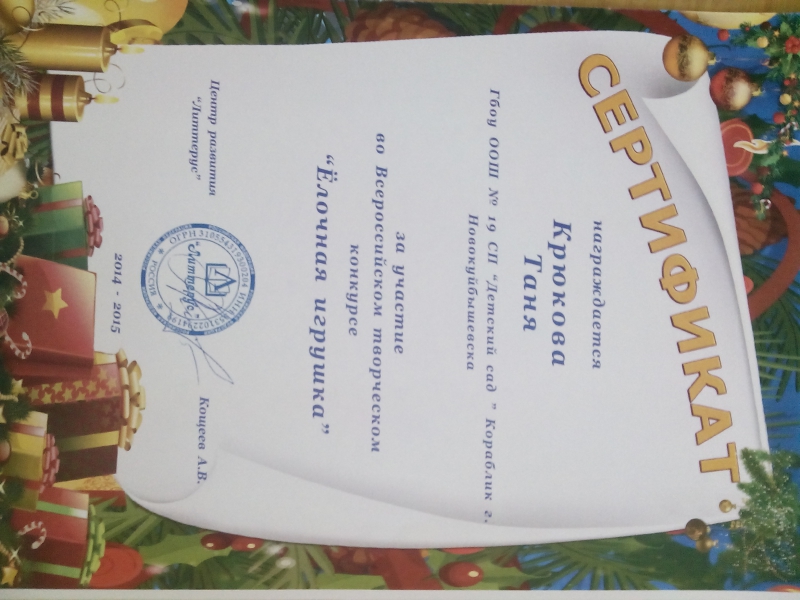 СЕРТИФИКАТ
награждается
Крюкова
Таня
Гбоу ООШ № 19 СП "Детский сад " Кораблик г.
Новокуйбышевска
за участие
во Всероссийском творческом
конкурсе
"Ёлочная игрушка"
Центр развития
"Литтерус"
Кощеев А.В.
"Литтерус"
2014 - 2015